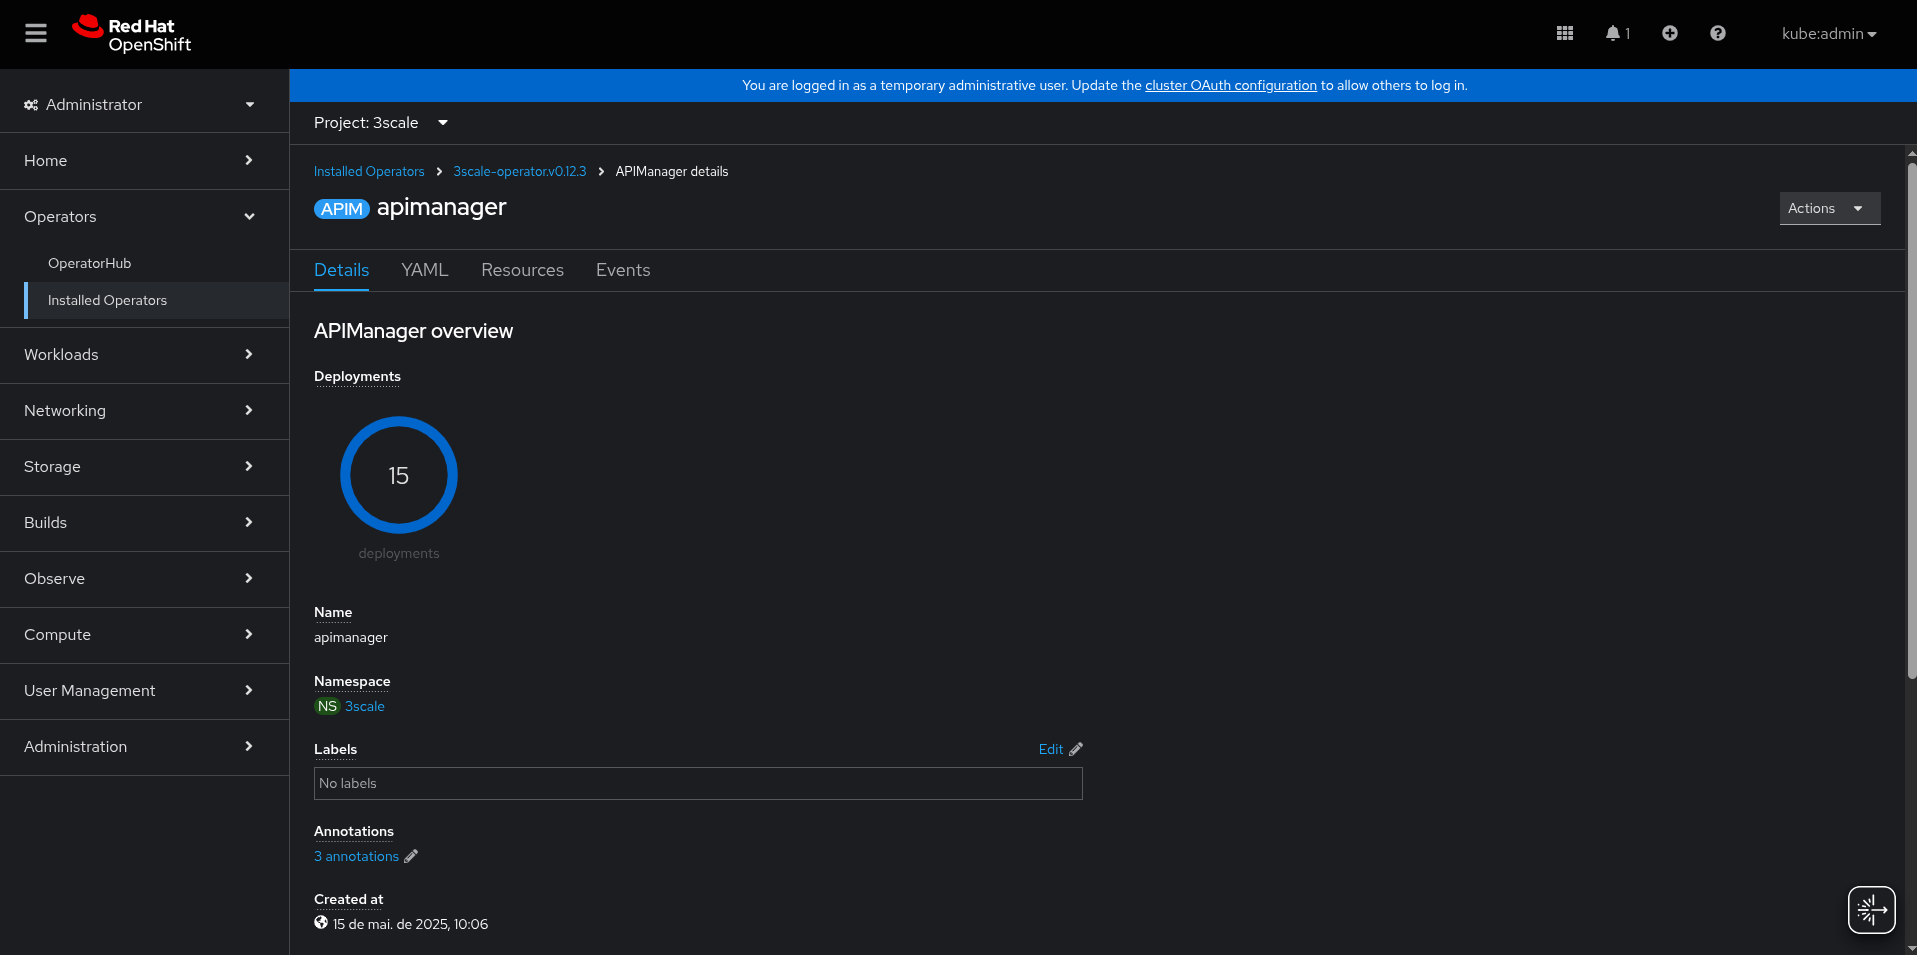 Red Hat
OpenShift
1
kube:admin
You are logged in as a temporary administrative user. Update the cluster OAuth configuration to allow others to log in.
Administrator
Home
Operators
OperatorHub
Installed Operators
Workloads
Networking
Storage
Builds
Observe
Compute
User Management
Administration
Project: 3scale
Installed Operators
3scale-operator.v0.12.3
APIManager details
APIM apimanager
Actions
Details
YAML
Resources
Events
APIManager overview
Deployments
15
deployments
Name
apimanager
Namespace
NS 3scale
Labels
Edit
No labels
Annotations
3 annotations
Created at
15 de mai. de 2025, 10:06